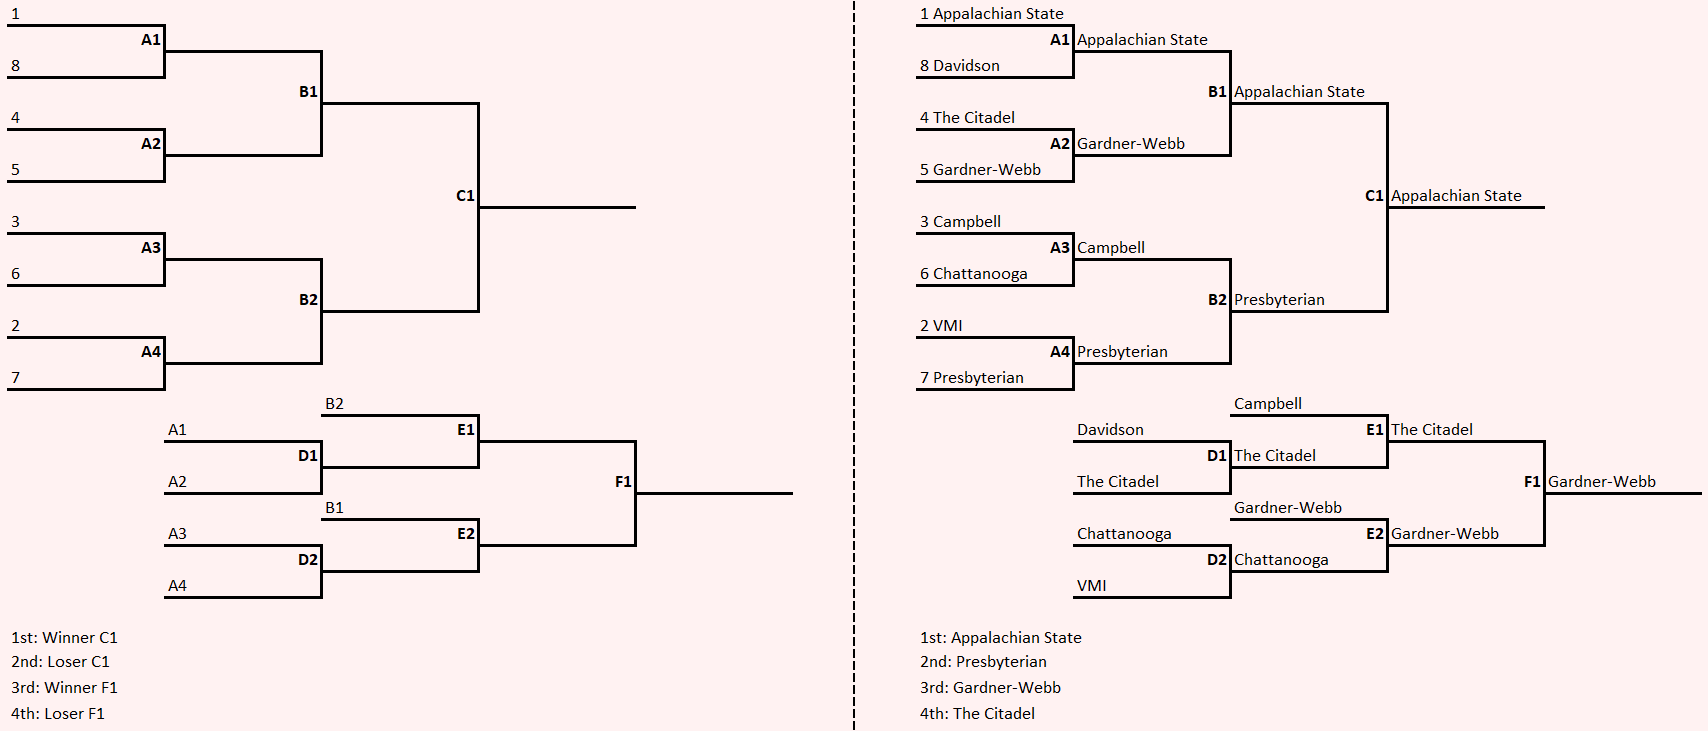 1
A1
8
B1
4
A2
5
C1
3
A3
6
B2
2
A4
7
B2
A1
E1
D1
A2
F1
B1
A3
E2
D2
A4
1st: Winner C1
2nd: Loser C1
3rd: Winner F1
4th: Loser F1
1 Appalachian State
A1 Appalachian State
8 Davidson
B1 Appalachian State
4 The Citadel
A2 Gardner-Webb
5 Gardner-Webb
C1 Appalachian State
3 Campbell
A3 Campbell
6 Chattanooga
B2 Presbyterian
2 VMI
A4 Presbyterian
7 Presbyterian
Campbell
Davidson
E1 The Citadel
D1 The Citadel
The Citadel
F1 Gardner-Webb
Gardner-Webb
Chattanooga
E2 Gardner-Webb
D2 Chattanooga
VMI
1st: Appalachian State
2nd: Presbyterian
3rd: Gardner-Webb
4th: The Citadel